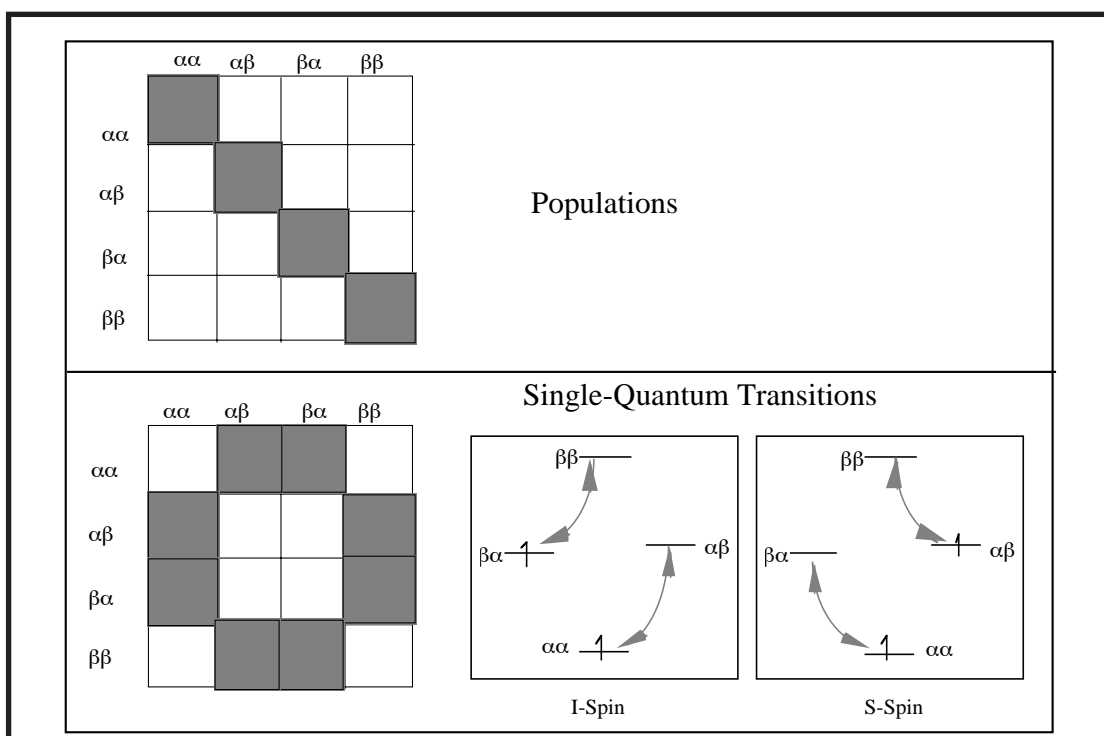 αα αβ βα ββ
αα
αβ
βα
ββ
Populations
Single-Quantum Transitions
αα αβ βα ββ
αα
αβ
βα
ββ
ββ
βα
αβ
αα
I-Spin
ββ
βα
αβ
αα
S-Spin